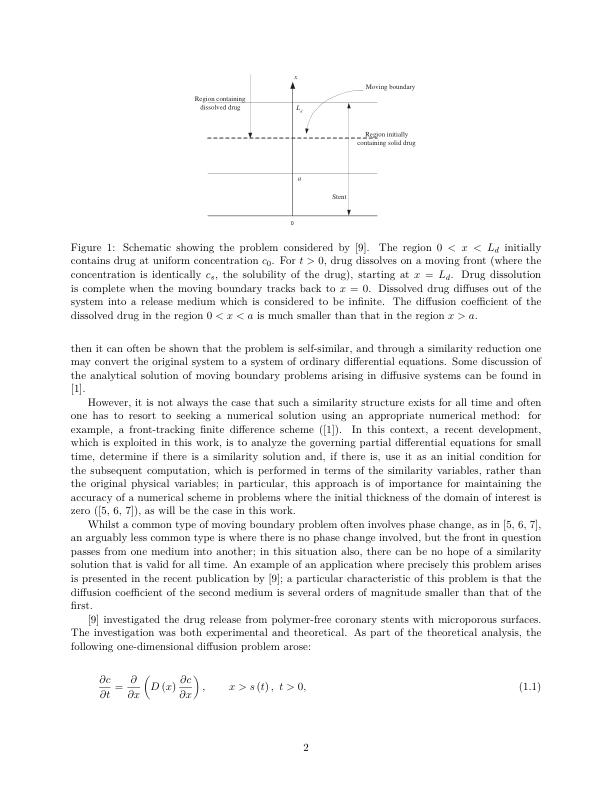 x
Moving boundary
Region containing
dissolved drug
L_s
Region initially
containing solid drug
a
Stent
0
Figure 1: Schematic showing the problem considered by [9]. The region 0 < x < L_d initially
contains drug at uniform concentration c_0. For t > 0, drug dissolves on a moving front (where the
concentration is identically c_s, the solubility of the drug), starting at x = L_d. Drug dissolution
is complete when the moving boundary tracks back to x = 0. Dissolved drug diffuses out of the
system into a release medium which is considered to be infinite. The diffusion coefficient of the
dissolved drug in the region 0 < x < a is much smaller than that in the region x > a.
then it can often be shown that the problem is self-similar, and through a similarity reduction one
may convert the original system to a system of ordinary differential equations. Some discussion of
the analytical solution of moving boundary problems arising in diffusive systems can be found in
[1].
However, it is not always the case that such a similarity structure exists for all time and often
one has to resort to seeking a numerical solution using an appropriate numerical method: for
example, a front-tracking finite difference scheme ([1]). In this context, a recent development,
which is exploited in this work, is to analyze the governing partial differential equations for small
time, determine if there is a similarity solution and, if there is, use it as an initial condition for
the subsequent computation, which is performed in terms of the similarity variables, rather than
the original physical variables; in particular, this approach is of importance for maintaining the
accuracy of a numerical scheme in problems where the initial thickness of the domain of interest is
zero ([5, 6, 7]), as will be the case in this work.
Whilst a common type of moving boundary problem often involves phase change, as in [5, 6, 7],
an arguably less common type is where there is no phase change involved, but the front in question
passes from one medium into another; in this situation also, there can be no hope of a similarity
solution that is valid for all time. An example of an application where precisely this problem arises
is presented in the recent publication by [9]; a particular characteristic of this problem is that the
diffusion coefficient of the second medium is several orders of magnitude smaller than that of the
first.
[9] investigated the drug release from polymer-free coronary stents with microporous surfaces.
The investigation was both experimental and theoretical. As part of the theoretical analysis, the
following one-dimensional diffusion problem arose:
∂c/∂t = ∂/∂x (D (x) ∂c/∂x), x > s (t), t > 0, (1.1)
2